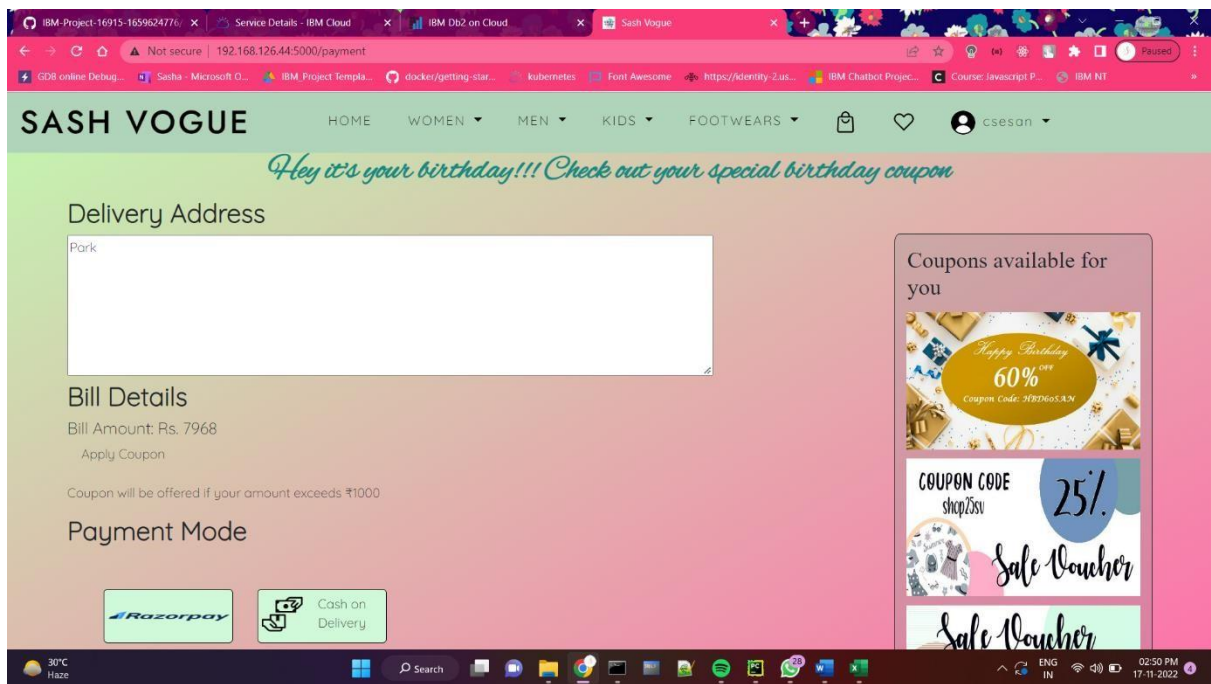 IBM-Project-16915-1659624776/
Service Details - IBM Cloud
IBM Db2 on Cloud
Sash Vogue
Not secure | 192.168.126.44:5000/payment
Paused
GDB online Debug...
Sasha - Microsoft O...
IBM_Project Templa...
docker/getting-star...
kubernetes
Font Awesome
https://identity-2.us...
IBM Chatbot Projec...
Course: Javascript P...
IBM NT
SASH VOGUE
HOME
WOMEN
MEN
KIDS
FOOTWEARS
csesan
Hey it's your birthday!!! Check out your special birthday coupon
Delivery Address
Park
Bill Details
Bill Amount: Rs. 7968
Apply Coupon
Coupon will be offered if your amount exceeds ₹1000
Payment Mode
Razorpay
Cash on
Delivery
Coupons available for
you
Happy Birthday
60% OFF
Coupon Code: HBD60SAN
COUPON CODE
shop25sv
25%
Summer
Sale Voucher
Sale Voucher
30°C
Haze
Search
28
ENG
IN
02:50 PM
17-11-2022
4